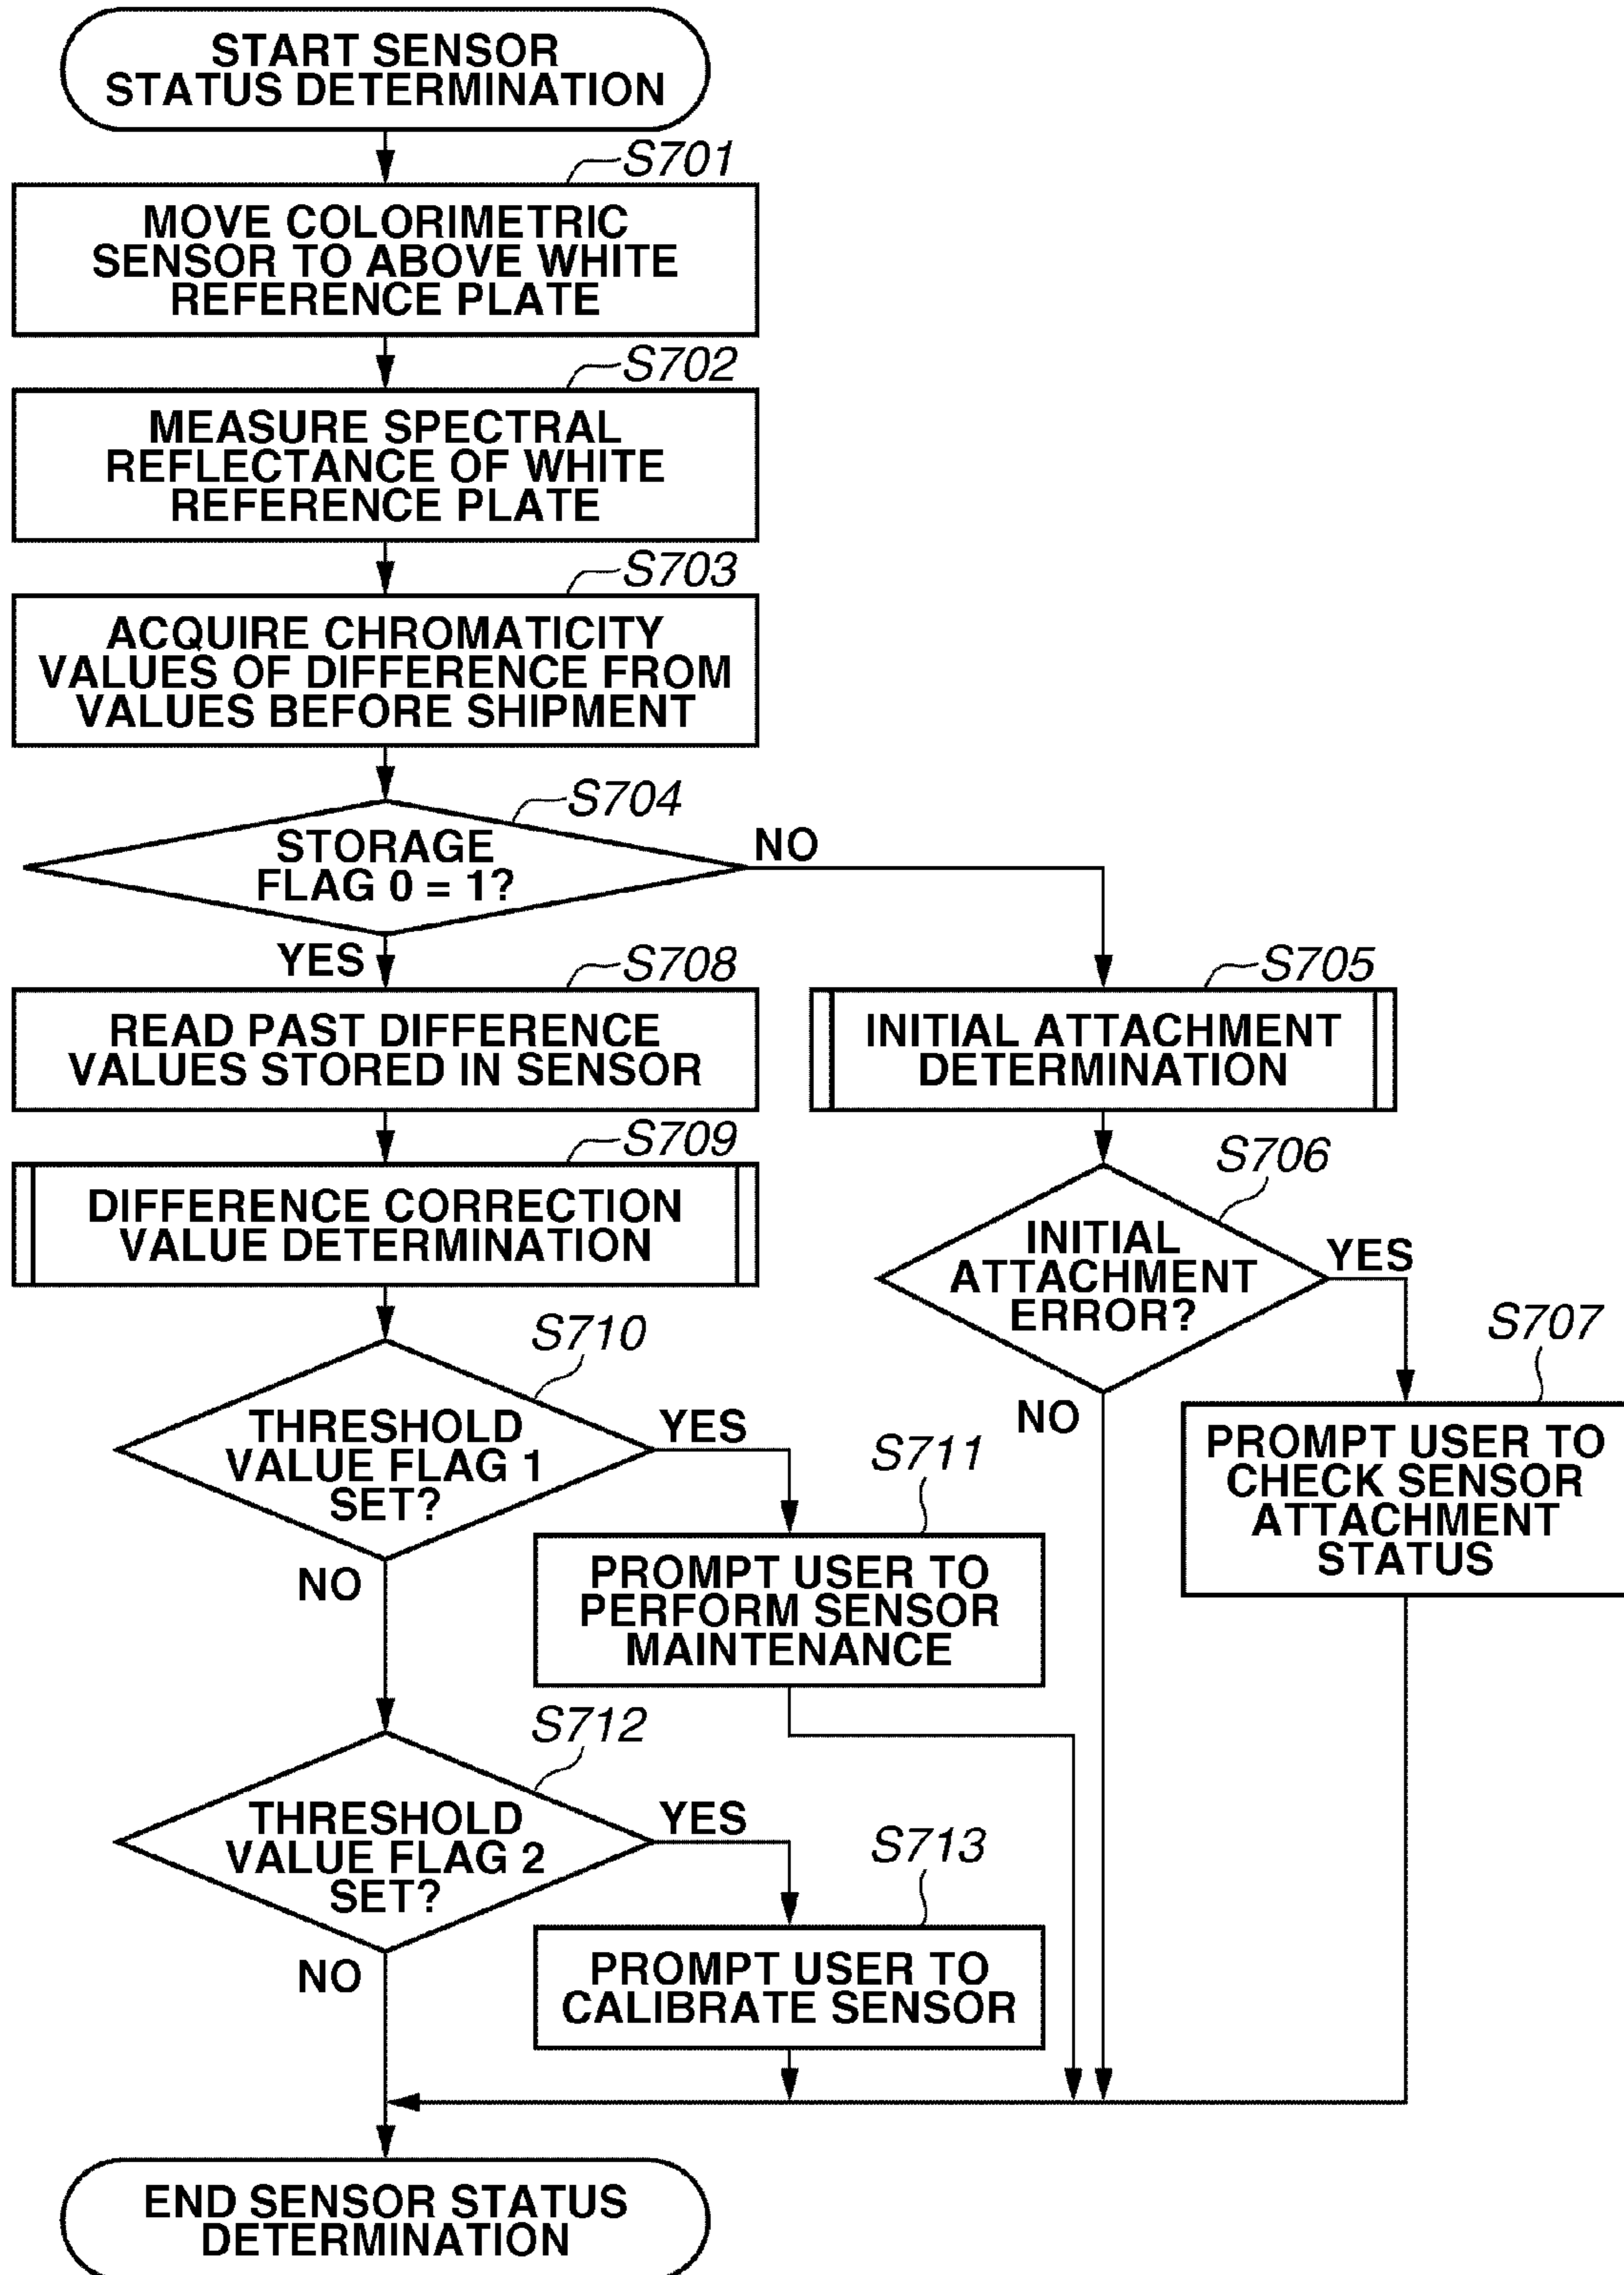 START SENSOR
STATUS DETERMINATION
S701
MOVE COLORIMETRIC
SENSOR TO ABOVE WHITE
REFERENCE PLATE
S702
MEASURE SPECTRAL
REFLECTANCE OF WHITE
REFERENCE PLATE
S703
ACQUIRE CHROMATICITY
VALUES OF DIFFERENCE FROM
VALUES BEFORE SHIPMENT
S704
STORAGE
FLAG 0 = 1?
NO
YES
S708
READ PAST DIFFERENCE
VALUES STORED IN SENSOR
S705
INITIAL ATTACHMENT
DETERMINATION
S709
DIFFERENCE CORRECTION
VALUE DETERMINATION
S706
INITIAL
ATTACHMENT
ERROR?
YES
NO
S707
PROMPT USER TO
CHECK SENSOR
ATTACHMENT
STATUS
S710
THRESHOLD
VALUE FLAG 1
SET?
YES
NO
S711
PROMPT USER TO
PERFORM SENSOR
MAINTENANCE
S712
THRESHOLD
VALUE FLAG 2
SET?
YES
NO
S713
PROMPT USER TO
CALIBRATE SENSOR
END SENSOR STATUS
DETERMINATION